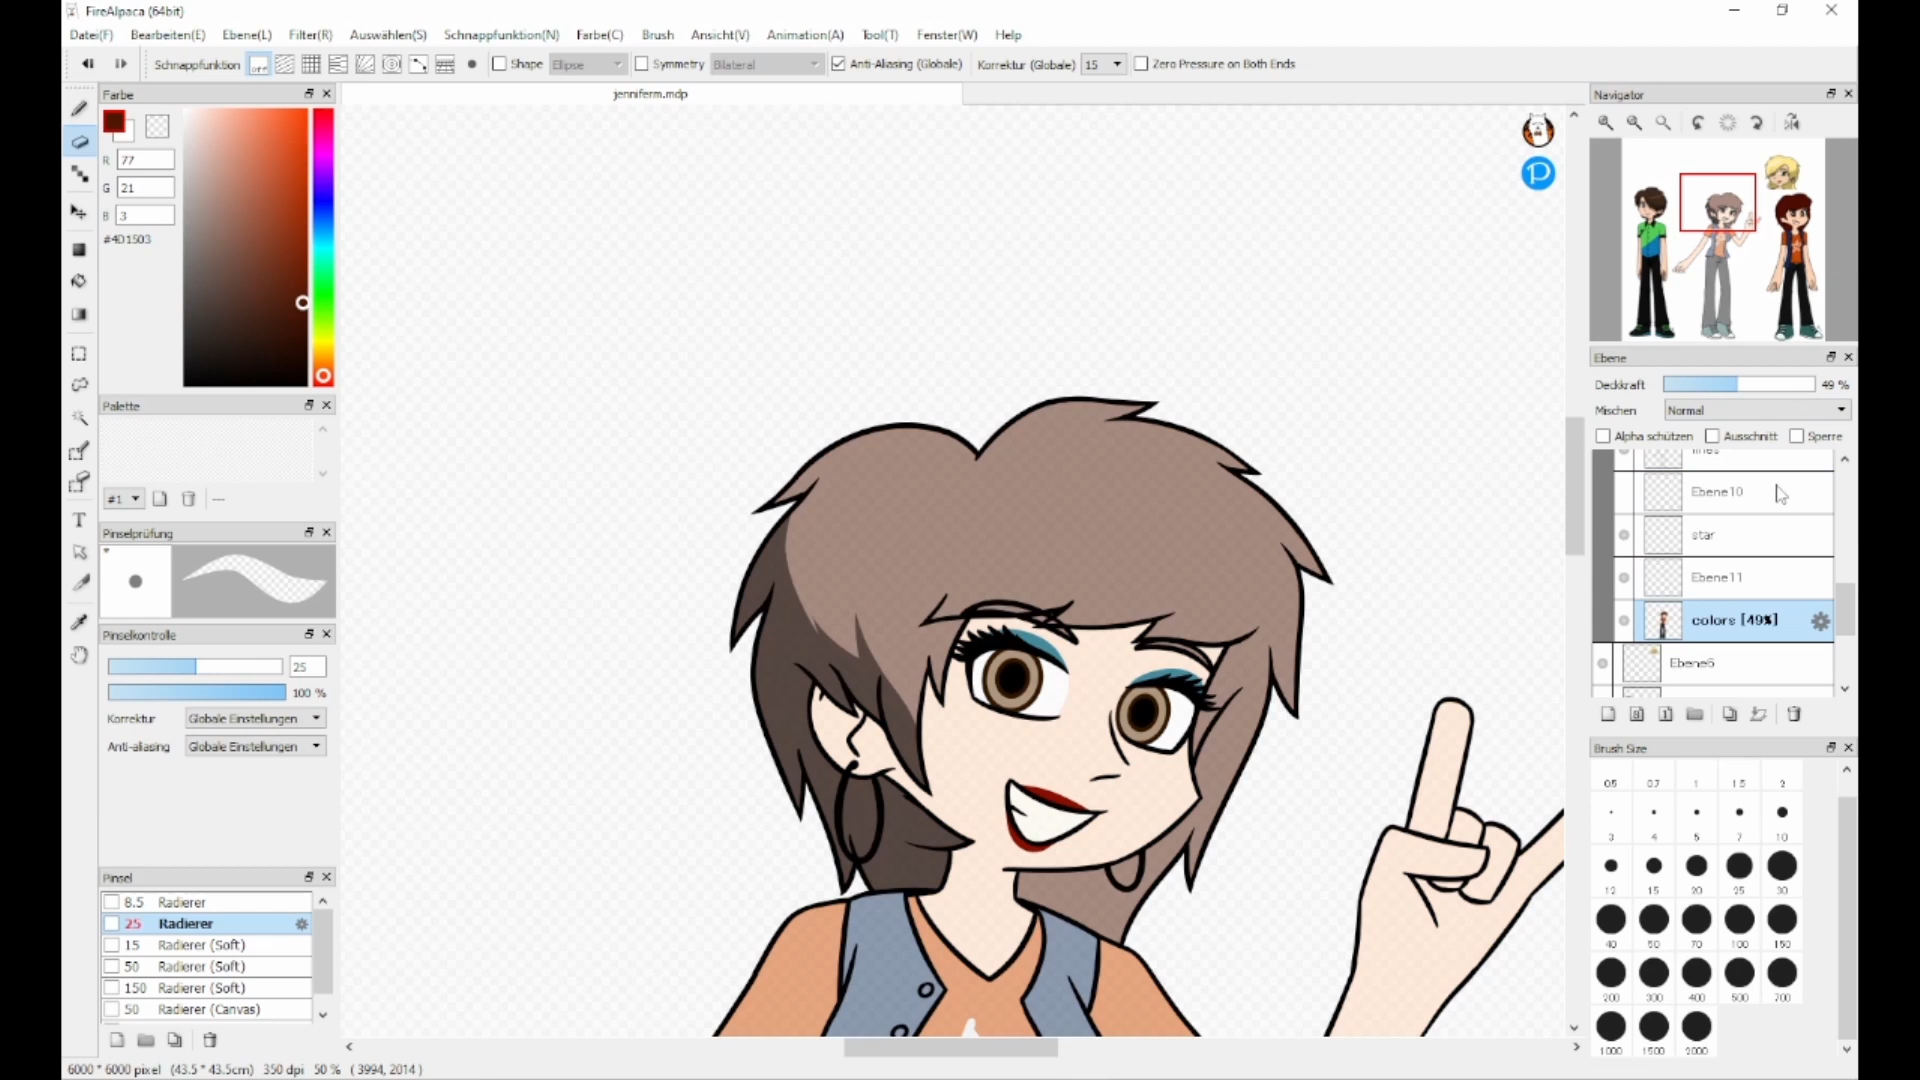 FireAlpaca (64bit)
Datei(F) Bearbeiten(E) Ebene(L) Filter(R) Auswählen(S) Schnappfunktion(N) Farbe(C) Brush Ansicht(V) Animation(A) Tool(T) Fenster(W) Help
Schnappfunktion OFF Shape Ellipse Symmetry Bilateral Anti-Aliasing (Globale) Korrektur (Globale) 15 Zero Pressure on Both Ends
Farbe
R 77
G 21
B 3
#4D1503
Palette
#1 ---
Pinselprüfung
Pinselkontrolle
25
100 %
Korrektur Globale Einstellungen
Anti-aliasing Globale Einstellungen
Pinsel
8.5 Radierer
25 Radierer
15 Radierer (Soft)
50 Radierer (Soft)
150 Radierer (Soft)
50 Radierer (Canvas)
6000 * 6000 pixel (43.5 * 43.5cm) 350 dpi 50 % ( 3994, 2014 )
jenniferm.mdp
P
Navigator
Ebene
Deckkraft 49 %
Mischen Normal
Alpha schützen Ausschnitt Sperre
lines
Ebene10
star
Ebene11
colors [49%]
Ebene6
8 1
Brush Size
0.5 0.7 1 1.5 2
3 4 5 7 10
12 15 20 25 30
40 50 70 100 150
200 300 400 500 700
1000 1500 2000
T